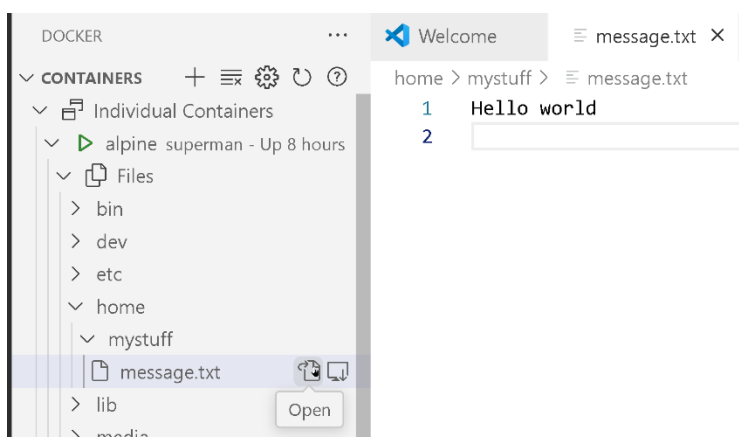 DOCKER
CONTAINERS
Individual Containers
alpine superman - Up 8 hours
Files
bin
dev
etc
home
mystuff
message.txt
Open
lib
media
Welcome
message.txt
home > mystuff > message.txt
1 Hello world
2